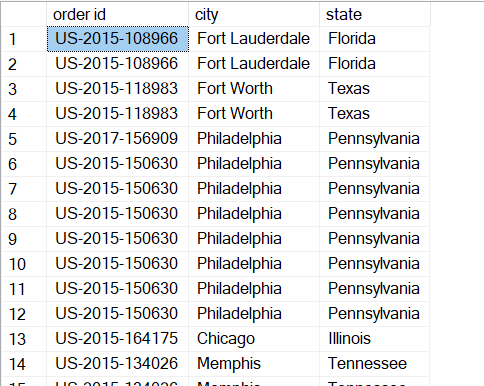 order id city state
1 US-2015-108966 Fort Lauderdale Florida
2 US-2015-108966 Fort Lauderdale Florida
3 US-2015-118983 Fort Worth Texas
4 US-2015-118983 Fort Worth Texas
5 US-2017-156909 Philadelphia Pennsylvania
6 US-2015-150630 Philadelphia Pennsylvania
7 US-2015-150630 Philadelphia Pennsylvania
8 US-2015-150630 Philadelphia Pennsylvania
9 US-2015-150630 Philadelphia Pennsylvania
10 US-2015-150630 Philadelphia Pennsylvania
11 US-2015-150630 Philadelphia Pennsylvania
12 US-2015-150630 Philadelphia Pennsylvania
13 US-2015-164175 Chicago Illinois
14 US-2015-134026 Memphis Tennessee